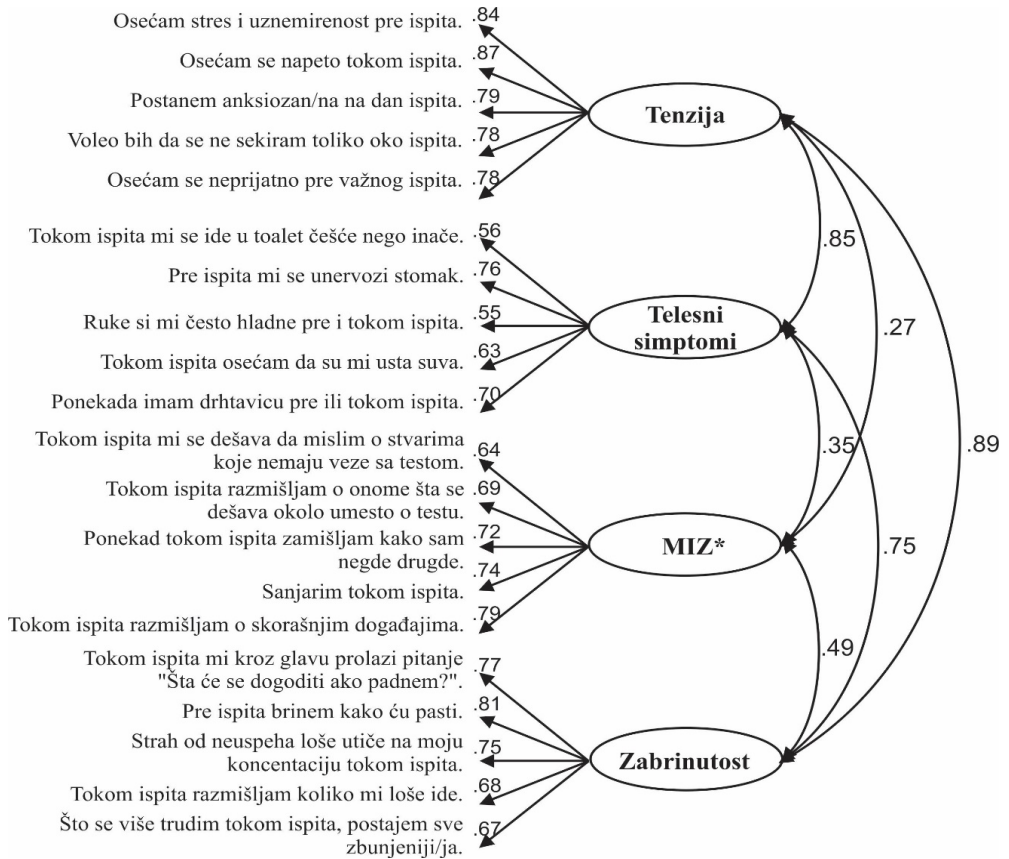 Osećam stres i uznemirenost pre ispita. .84
Osećam se napeto tokom ispita. .87
Postanem anksiozan/na na dan ispita. .79
Voleo bih da se ne sekiram toliko oko ispita. .78
Osećam se neprijatno pre važnog ispita. .78
Tenzija
Tokom ispita mi se ide u toalet češće nego inače. .56
Pre ispita mi se unervozi stomak. .76
Ruke si mi često hladne pre i tokom ispita. .55
Tokom ispita osećam da su mi usta suva. .63
Ponekada imam drhtavicu pre ili tokom ispita. .70
Telesni
simptomi
Tokom ispita mi se dešava da mislim o stvarima
koje nemaju veze sa testom. .64
Tokom ispita razmišljam o onome šta se
dešava okolo umesto o testu. .69
Ponekad tokom ispita zamišljam kako sam
negde drugde. .72
Sanjarim tokom ispita. .74
Tokom ispita razmišljam o skorašnjim događajima. .79
MIZ*
Tokom ispita mi kroz glavu prolazi pitanje
"Šta će se dogoditi ako padnem?". .77
Pre ispita brinem kako ću pasti. .81
Strah od neuspeha loše utiče na moju
koncentaciju tokom ispita. .75
Tokom ispita razmišljam koliko mi loše ide. .68
Što se više trudim tokom ispita, postajem sve
zbunjeniji/ja. .67
Zabrinutost
.85
.27
.35
.89
.75
.49